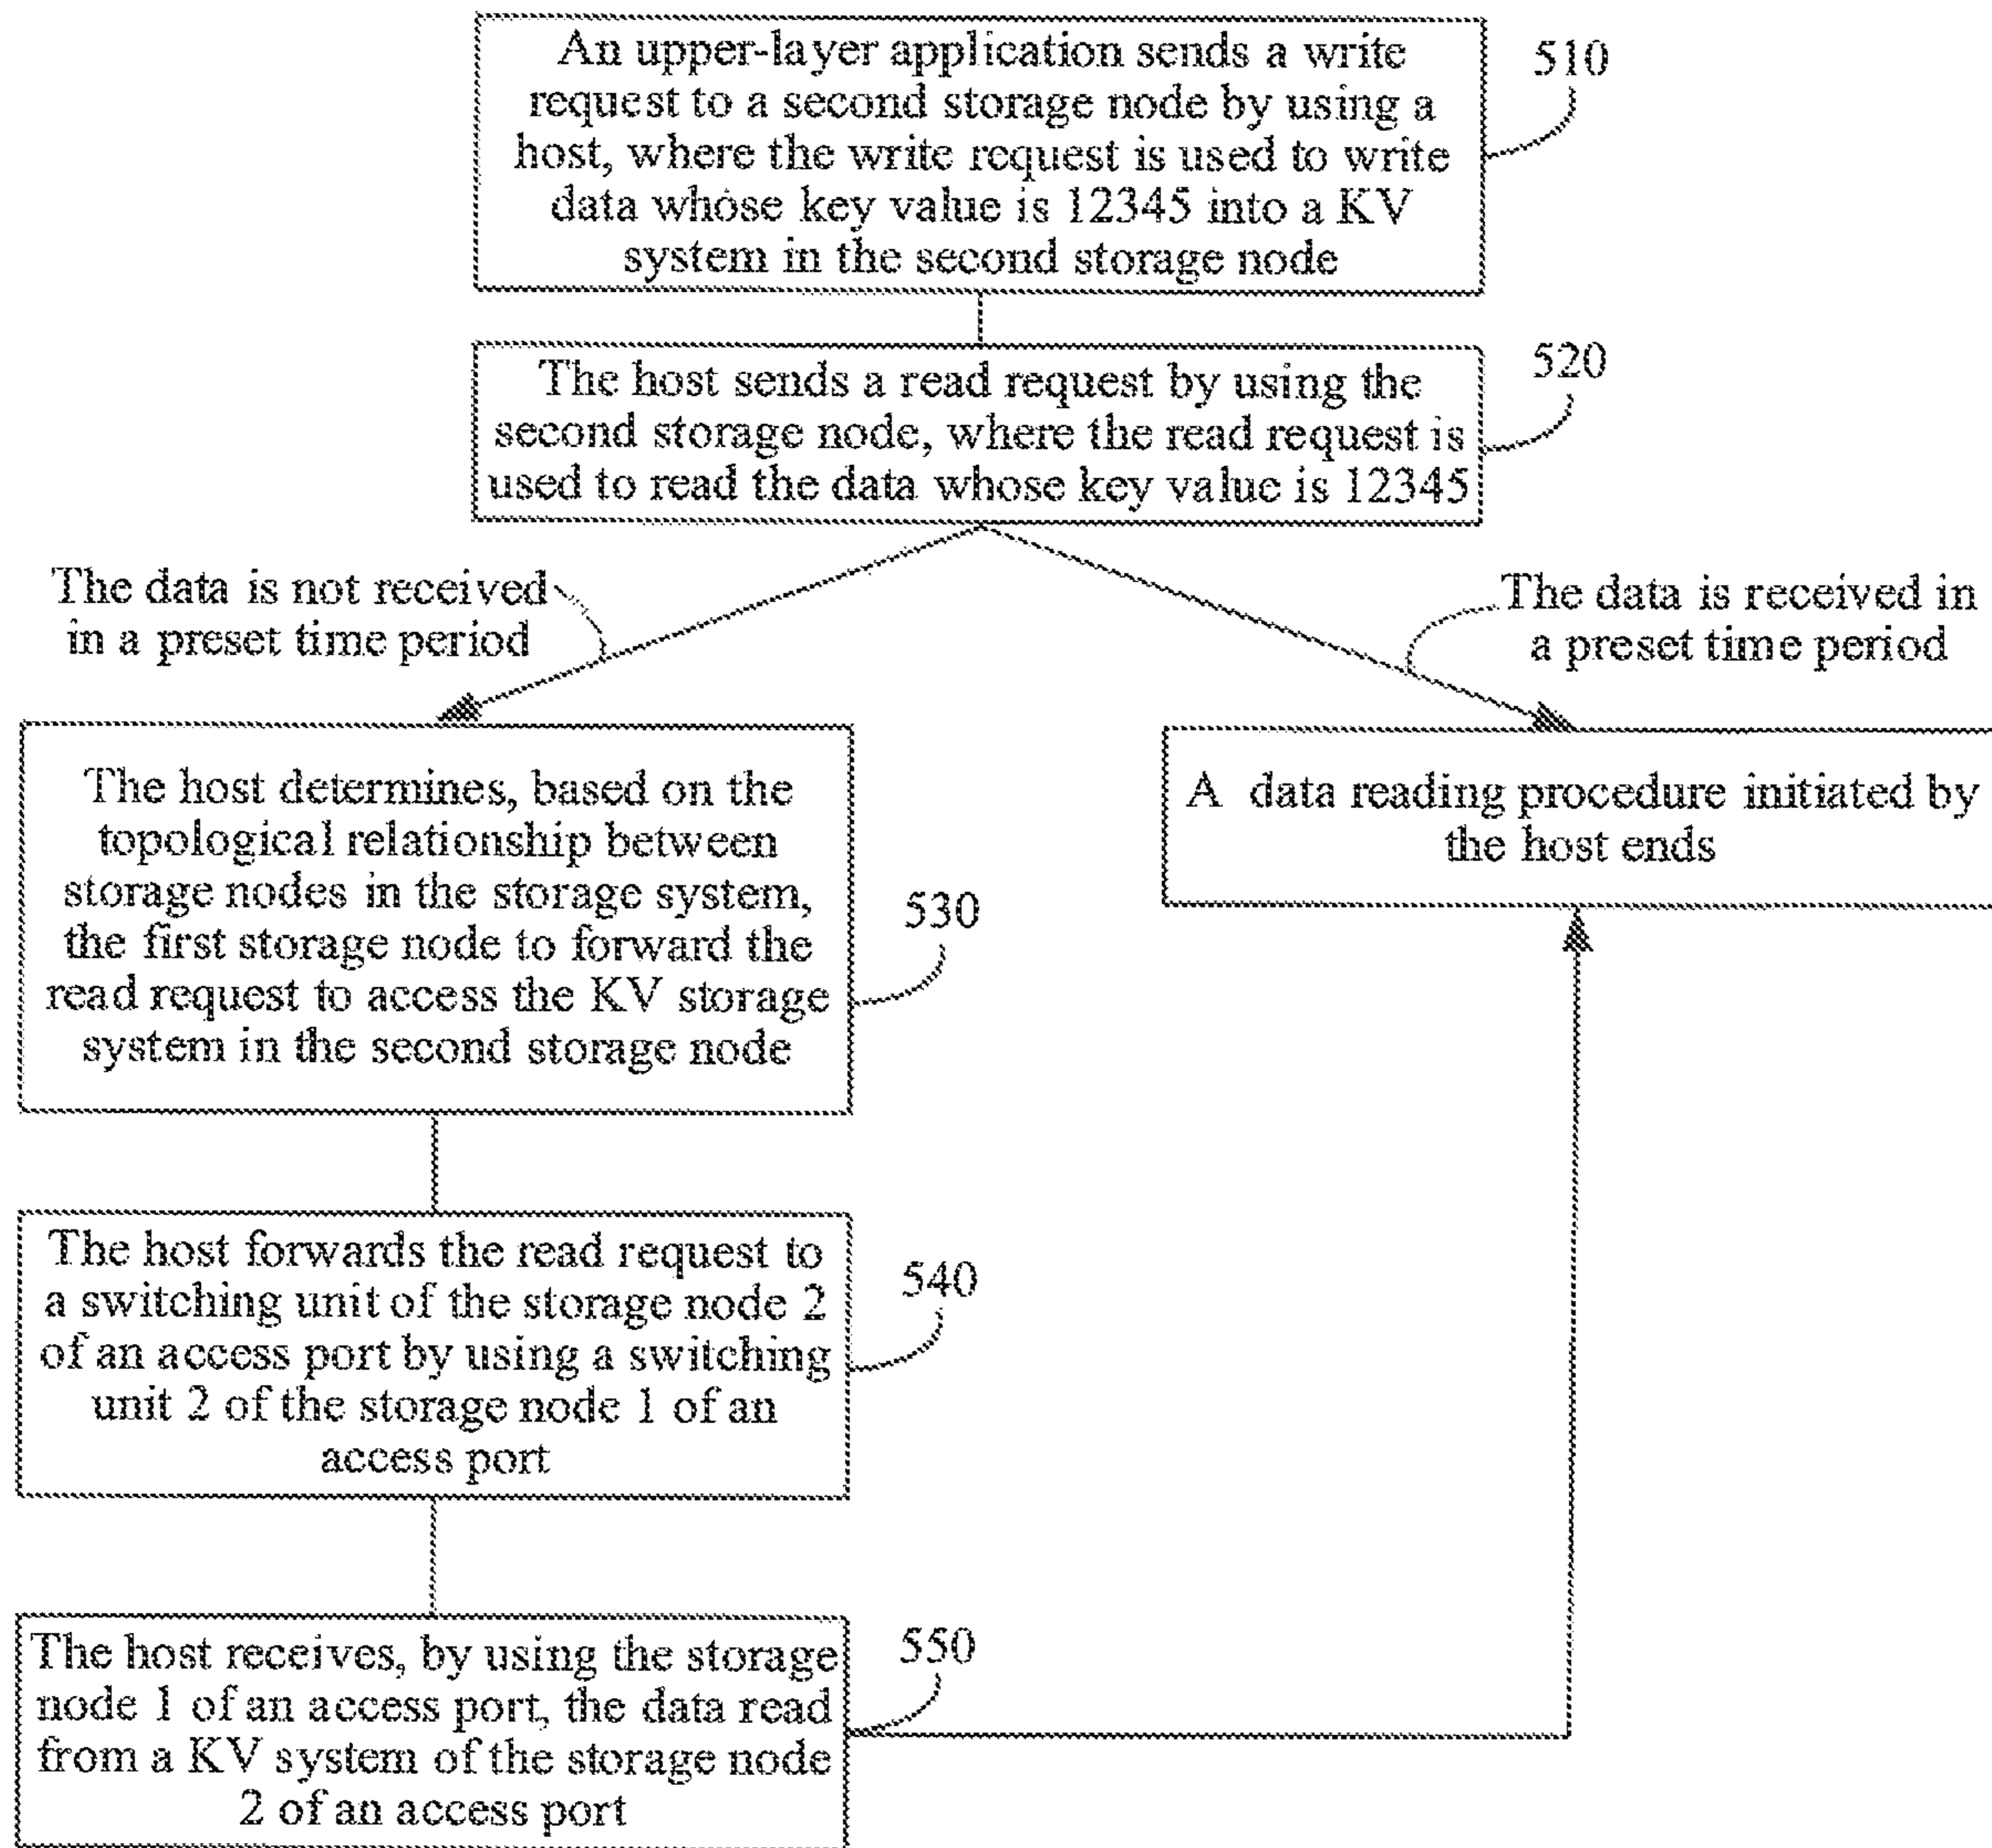 An upper-layer application sends a write
request to a second storage node by using a
host, where the write request is used to write
data whose key value is 12345 into a KV
system in the second storage node
510
The host sends a read request by using the
second storage node, where the read request is
used to read the data whose key value is 12345
520
The data is not received
in a preset time period
The data is received in
a preset time period
The host determines, based on the
topological relationship between
storage nodes in the storage system,
the first storage node to forward the
read request to access the KV storage
system in the second storage node
530
A data reading procedure initiated by
the host ends
The host forwards the read request to
a switching unit of the storage node 2
of an access port by using a switching
unit 2 of the storage node 1 of an
access port
540
The host receives, by using the storage
node 1 of an access port, the data read
from a KV system of the storage node
2 of an access port
550